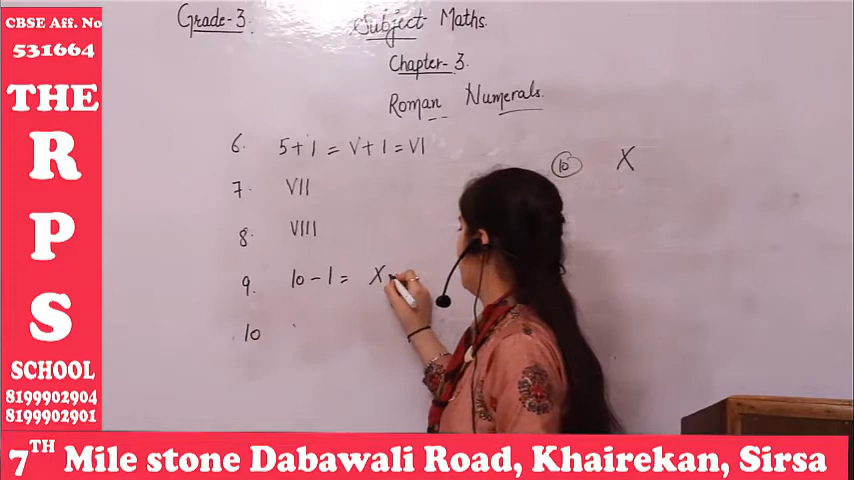 CBSE Aff. No
531664
THE
R
P
S
SCHOOL
8199902904
8199902901
Grade-3.
Subject Maths.
Chapter-3.
Roman Numerals.
6. 5+1 = V+1 = VI
7. VII
8. VIII
9. 10-1 = X
10
10 X
7TH Mile stone Dabawali Road, Khairekan, Sirsa